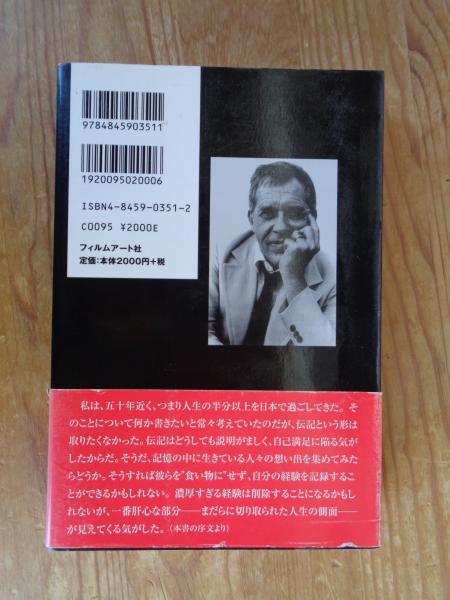 9784845903511
1920095020006
ISBN4-8459-0351-2
C0095 ¥2000E
フィルムアート社
定価：本体2000円＋税
私は、五十年近く、つまり人生の半分以上を日本で過ごしてきた。そ
のことについて何か書きたいと常々考えていたのだが、伝記という形は
取りたくなかった。伝記はどうしても説明がましく、自己満足に陥る気が
したからだ。そうだ、記憶の中に生きている人々の想い出を集めてみた
らどうか。そうすれば彼らを"食い物に"せず、自分の経験を記録するこ
とができるかもしれない。濃厚すぎる経験は削除することになるかもし
れないが、一番肝心な部分――まだらに切り取られた人生の側面――
が見えてくる気がした。（本書の序文より）